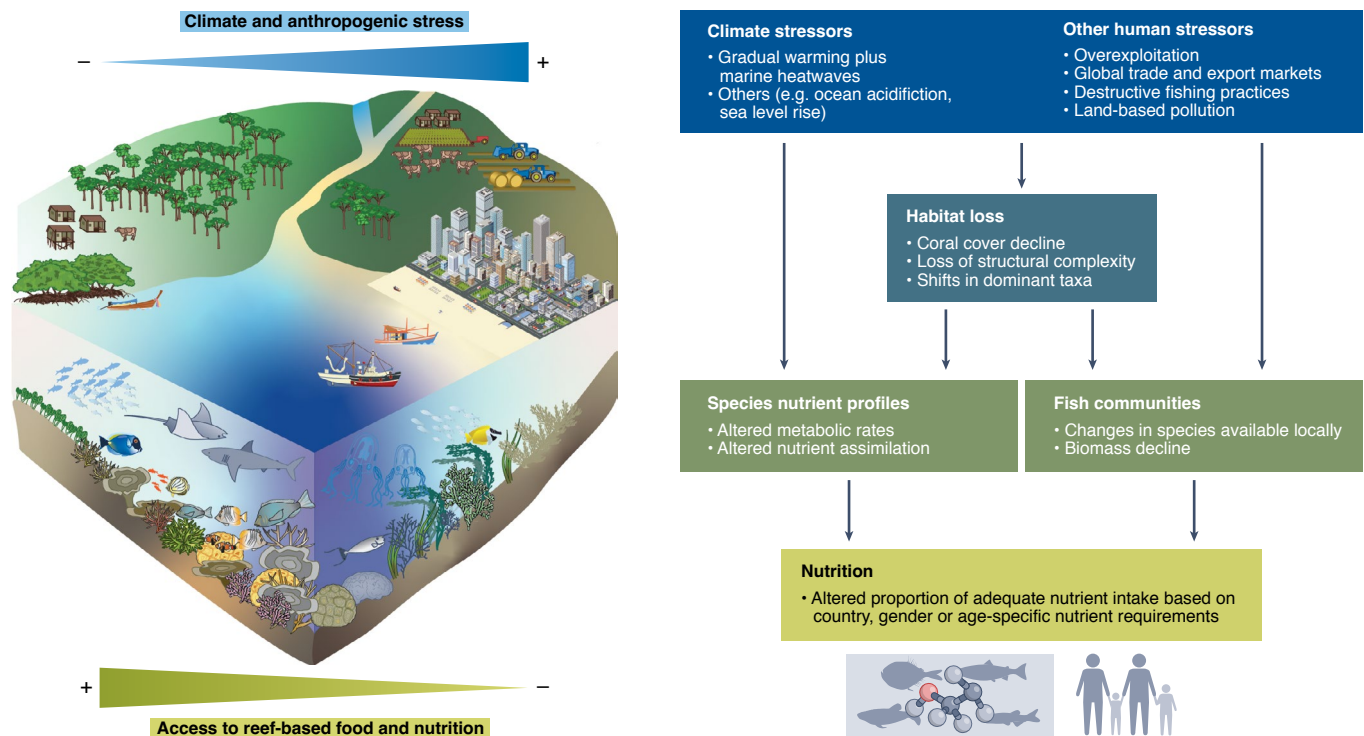 Climate and anthropogenic stress
− +
Climate stressors
• Gradual warming plus
marine heatwaves
• Others (e.g. ocean acidifiction,
sea level rise)
Other human stressors
• Overexploitation
• Global trade and export markets
• Destructive fishing practices
• Land-based pollution
Habitat loss
• Coral cover decline
• Loss of structural complexity
• Shifts in dominant taxa
Species nutrient profiles
• Altered metabolic rates
• Altered nutrient assimilation
Fish communities
• Changes in species available locally
• Biomass decline
Nutrition
• Altered proportion of adequate nutrient intake based on
country, gender or age-specific nutrient requirements
+ −
Access to reef-based food and nutrition